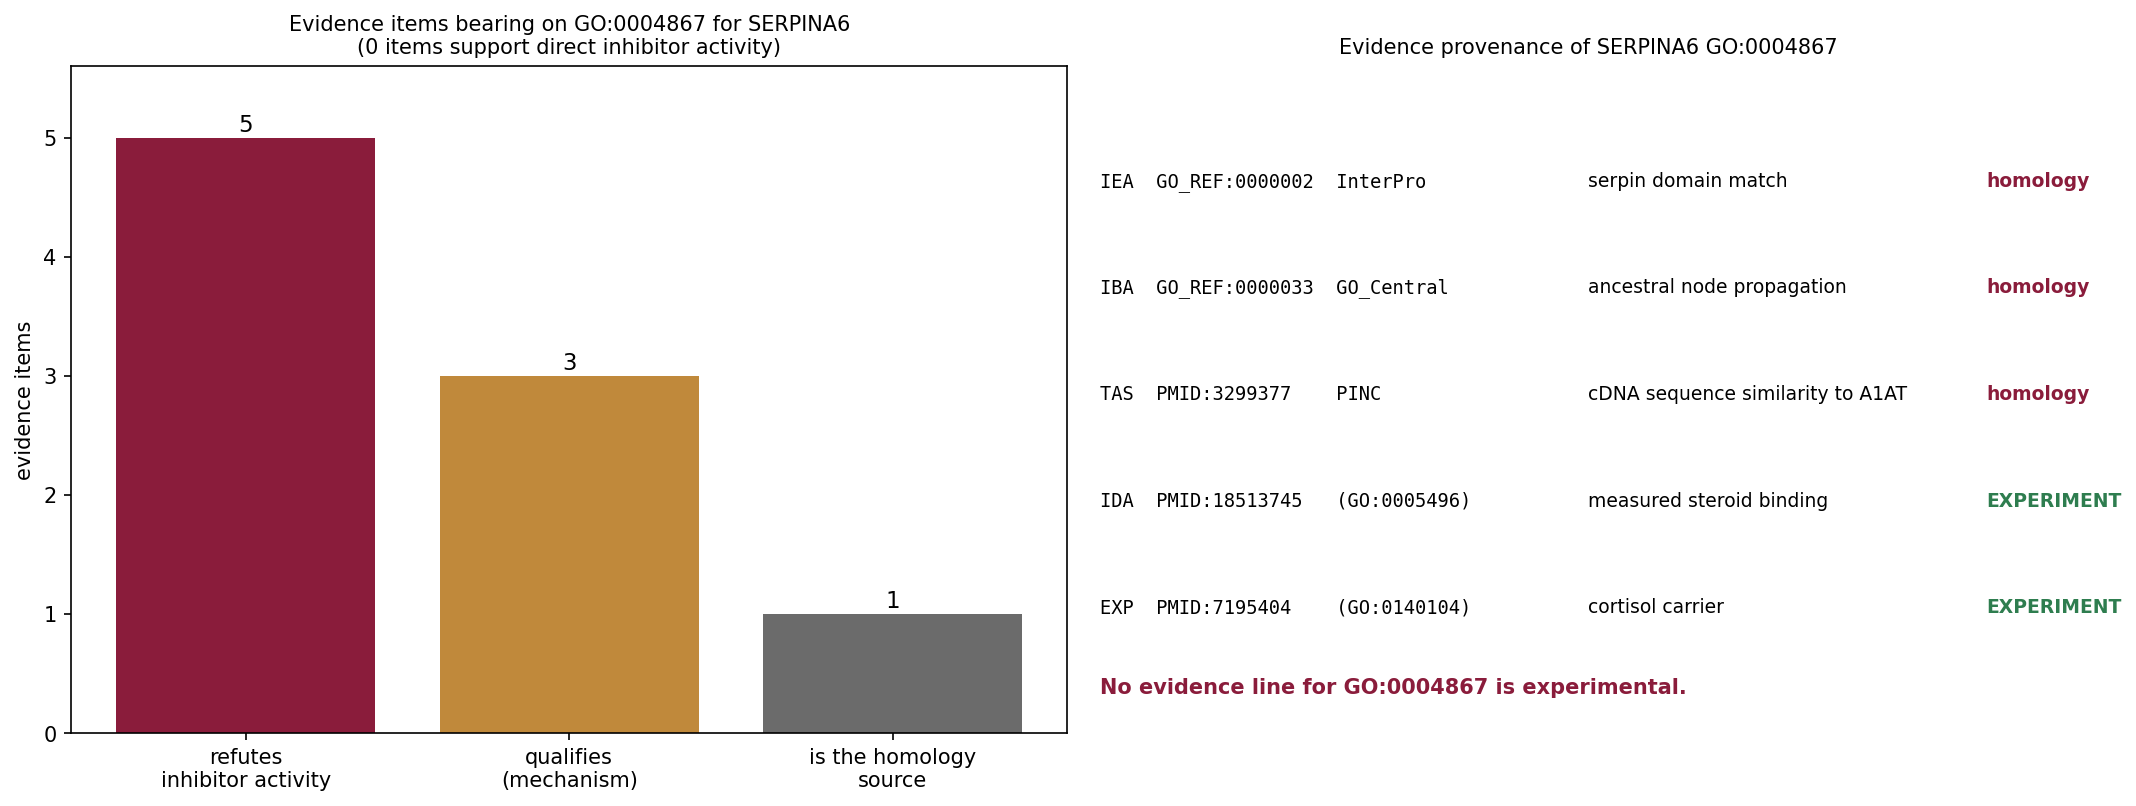 Evidence items bearing on GO:0004867 for SERPINA6
(0 items support direct inhibitor activity)
evidence items
5
4
3
2
1
0
5
3
1
refutes
inhibitor activity
qualifies
(mechanism)
is the homology
source
Evidence provenance of SERPINA6 GO:0004867
IEA GO_REF:0000002 InterPro serpin domain match homology
IBA GO_REF:0000033 GO_Central ancestral node propagation homology
TAS PMID:3299377 PINC cDNA sequence similarity to A1AT homology
IDA PMID:18513745 (GO:0005496) measured steroid binding EXPERIMENT
EXP PMID:7195404 (GO:0140104) cortisol carrier EXPERIMENT
No evidence line for GO:0004867 is experimental.